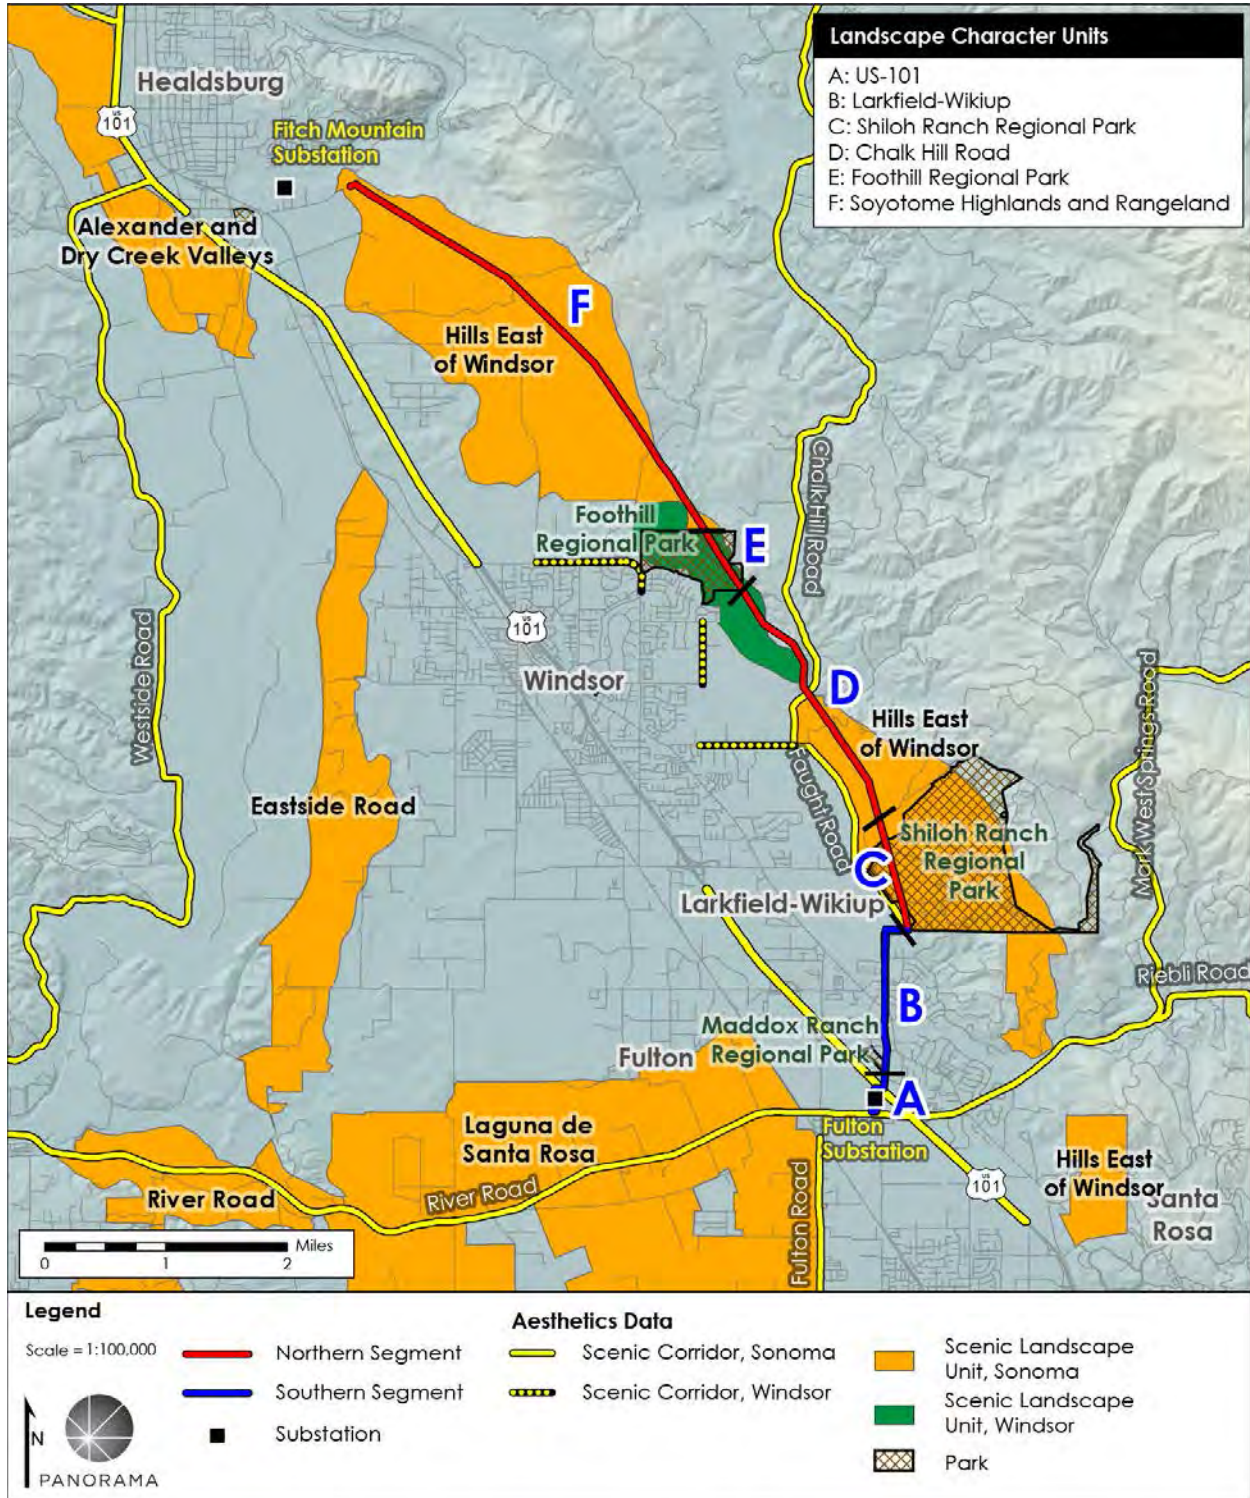 Landscape Character Units
A: US-101
B: Larkfield-Wikiup
C: Shiloh Ranch Regional Park
D: Chalk Hill Road
E: Foothill Regional Park
F: Soyotome Highlands and Rangeland
Healdsburg
US
101
Fitch Mountain
Substation
Alexander and
Dry Creek Valleys
F
Hills East
of Windsor
Chalk Hill Road
Foothill
Regional Park
E
US
101
Windsor
Westside Road
D
Hills East
of Windsor
Mark West Springs Road
Eastside Road
Faught Road
Shiloh Ranch
Regional
Park
C
Larkfield-Wikiup
Riebli Road
B
Maddox Ranch
Regional Park
Fulton
A
Fulton
Substation
Laguna de
Santa Rosa
Hills East
of Windsor
US
101
Santa
Rosa
River Road
River Road
Fulton Road
Miles
0
1
2
Legend
Scale = 1:100,000
Northern Segment
Southern Segment
Substation
Aesthetics Data
Scenic Corridor, Sonoma
Scenic Corridor, Windsor
Scenic Landscape
Unit, Sonoma
Scenic Landscape
Unit, Windsor
Park
N
PANORAMA